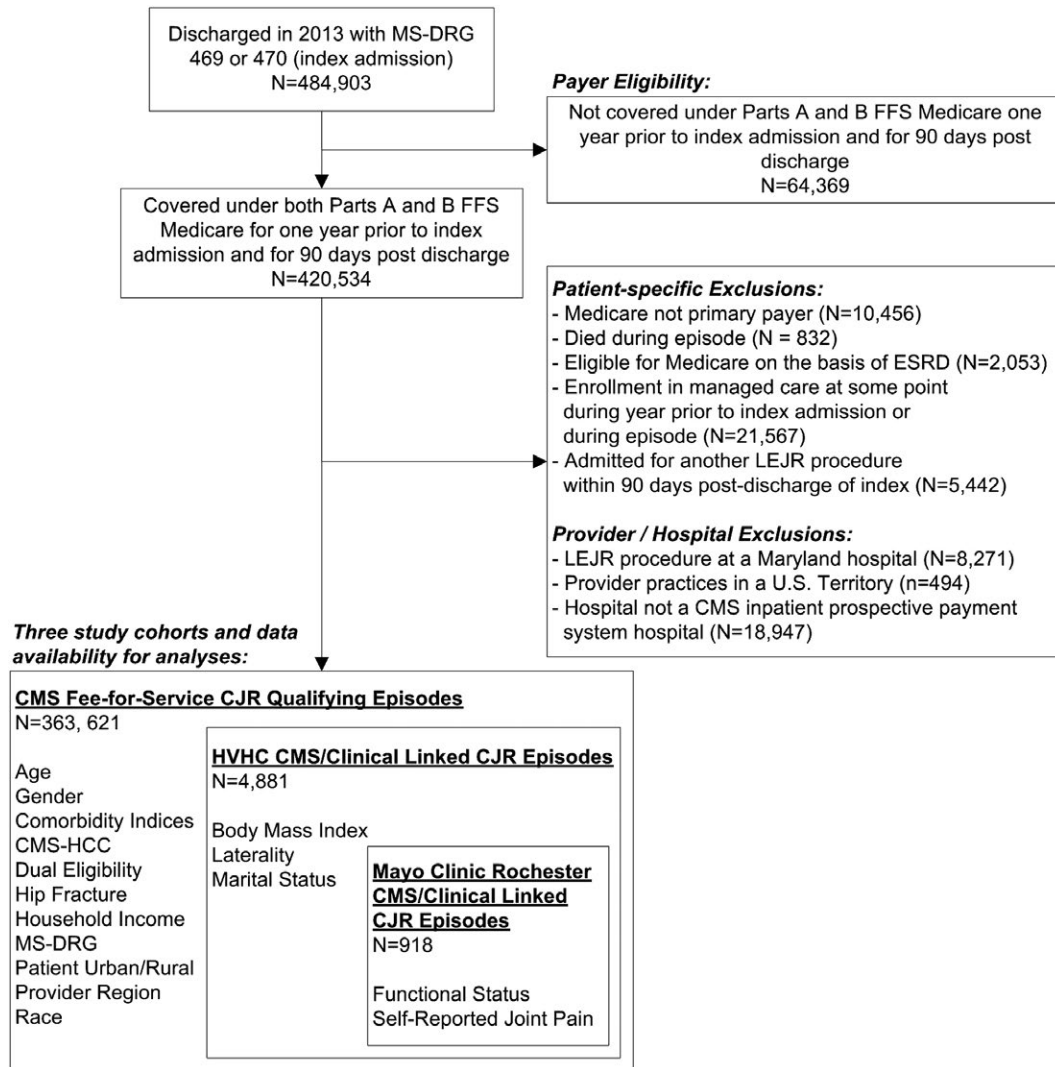 Discharged in 2013 with MS-DRG
469 or 470 (index admission)
N=484,903
Payer Eligibility:
Not covered under Parts A and B FFS Medicare one
year prior to index admission and for 90 days post
discharge
N=64,369
Covered under both Parts A and B FFS
Medicare for one year prior to index
admission and for 90 days post discharge
N=420,534
Patient-specific Exclusions:
- Medicare not primary payer (N=10,456)
- Died during episode (N = 832)
- Eligible for Medicare on the basis of ESRD (N=2,053)
- Enrollment in managed care at some point
during year prior to index admission or
during episode (N=21,567)
- Admitted for another LEJR procedure
within 90 days post-discharge of index (N=5,442)
Provider / Hospital Exclusions:
- LEJR procedure at a Maryland hospital (N=8,271)
- Provider practices in a U.S. Territory (n=494)
- Hospital not a CMS inpatient prospective payment
system hospital (N=18,947)
Three study cohorts and data
availability for analyses:
CMS Fee-for-Service CJR Qualifying Episodes
N=363, 621
Age
Gender
Comorbidity Indices
CMS-HCC
Dual Eligibility
Hip Fracture
Household Income
MS-DRG
Patient Urban/Rural
Provider Region
Race
HVHC CMS/Clinical Linked CJR Episodes
N=4,881
Body Mass Index
Laterality
Marital Status
Mayo Clinic Rochester
CMS/Clinical Linked
CJR Episodes
N=918
Functional Status
Self-Reported Joint Pain